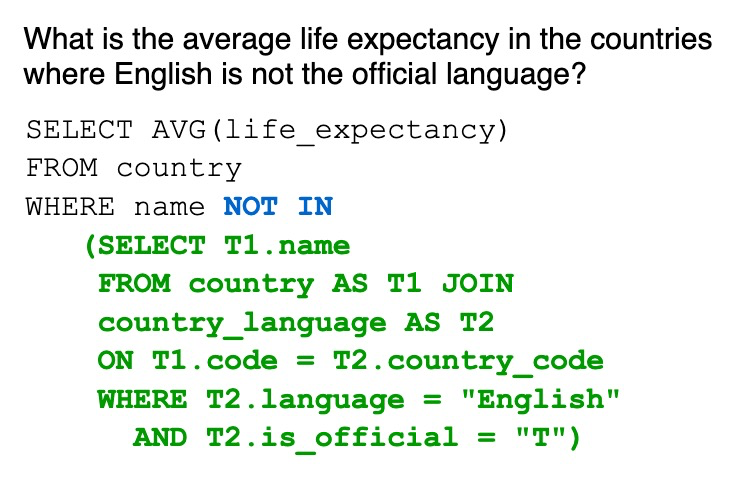 What is the average life expectancy in the countries
where English is not the official language?
SELECT AVG(life_expectancy)
FROM country
WHERE name NOT IN
(SELECT T1.name
FROM country AS T1 JOIN
country_language AS T2
ON T1.code = T2.country_code
WHERE T2.language = "English"
AND T2.is_official = "T")